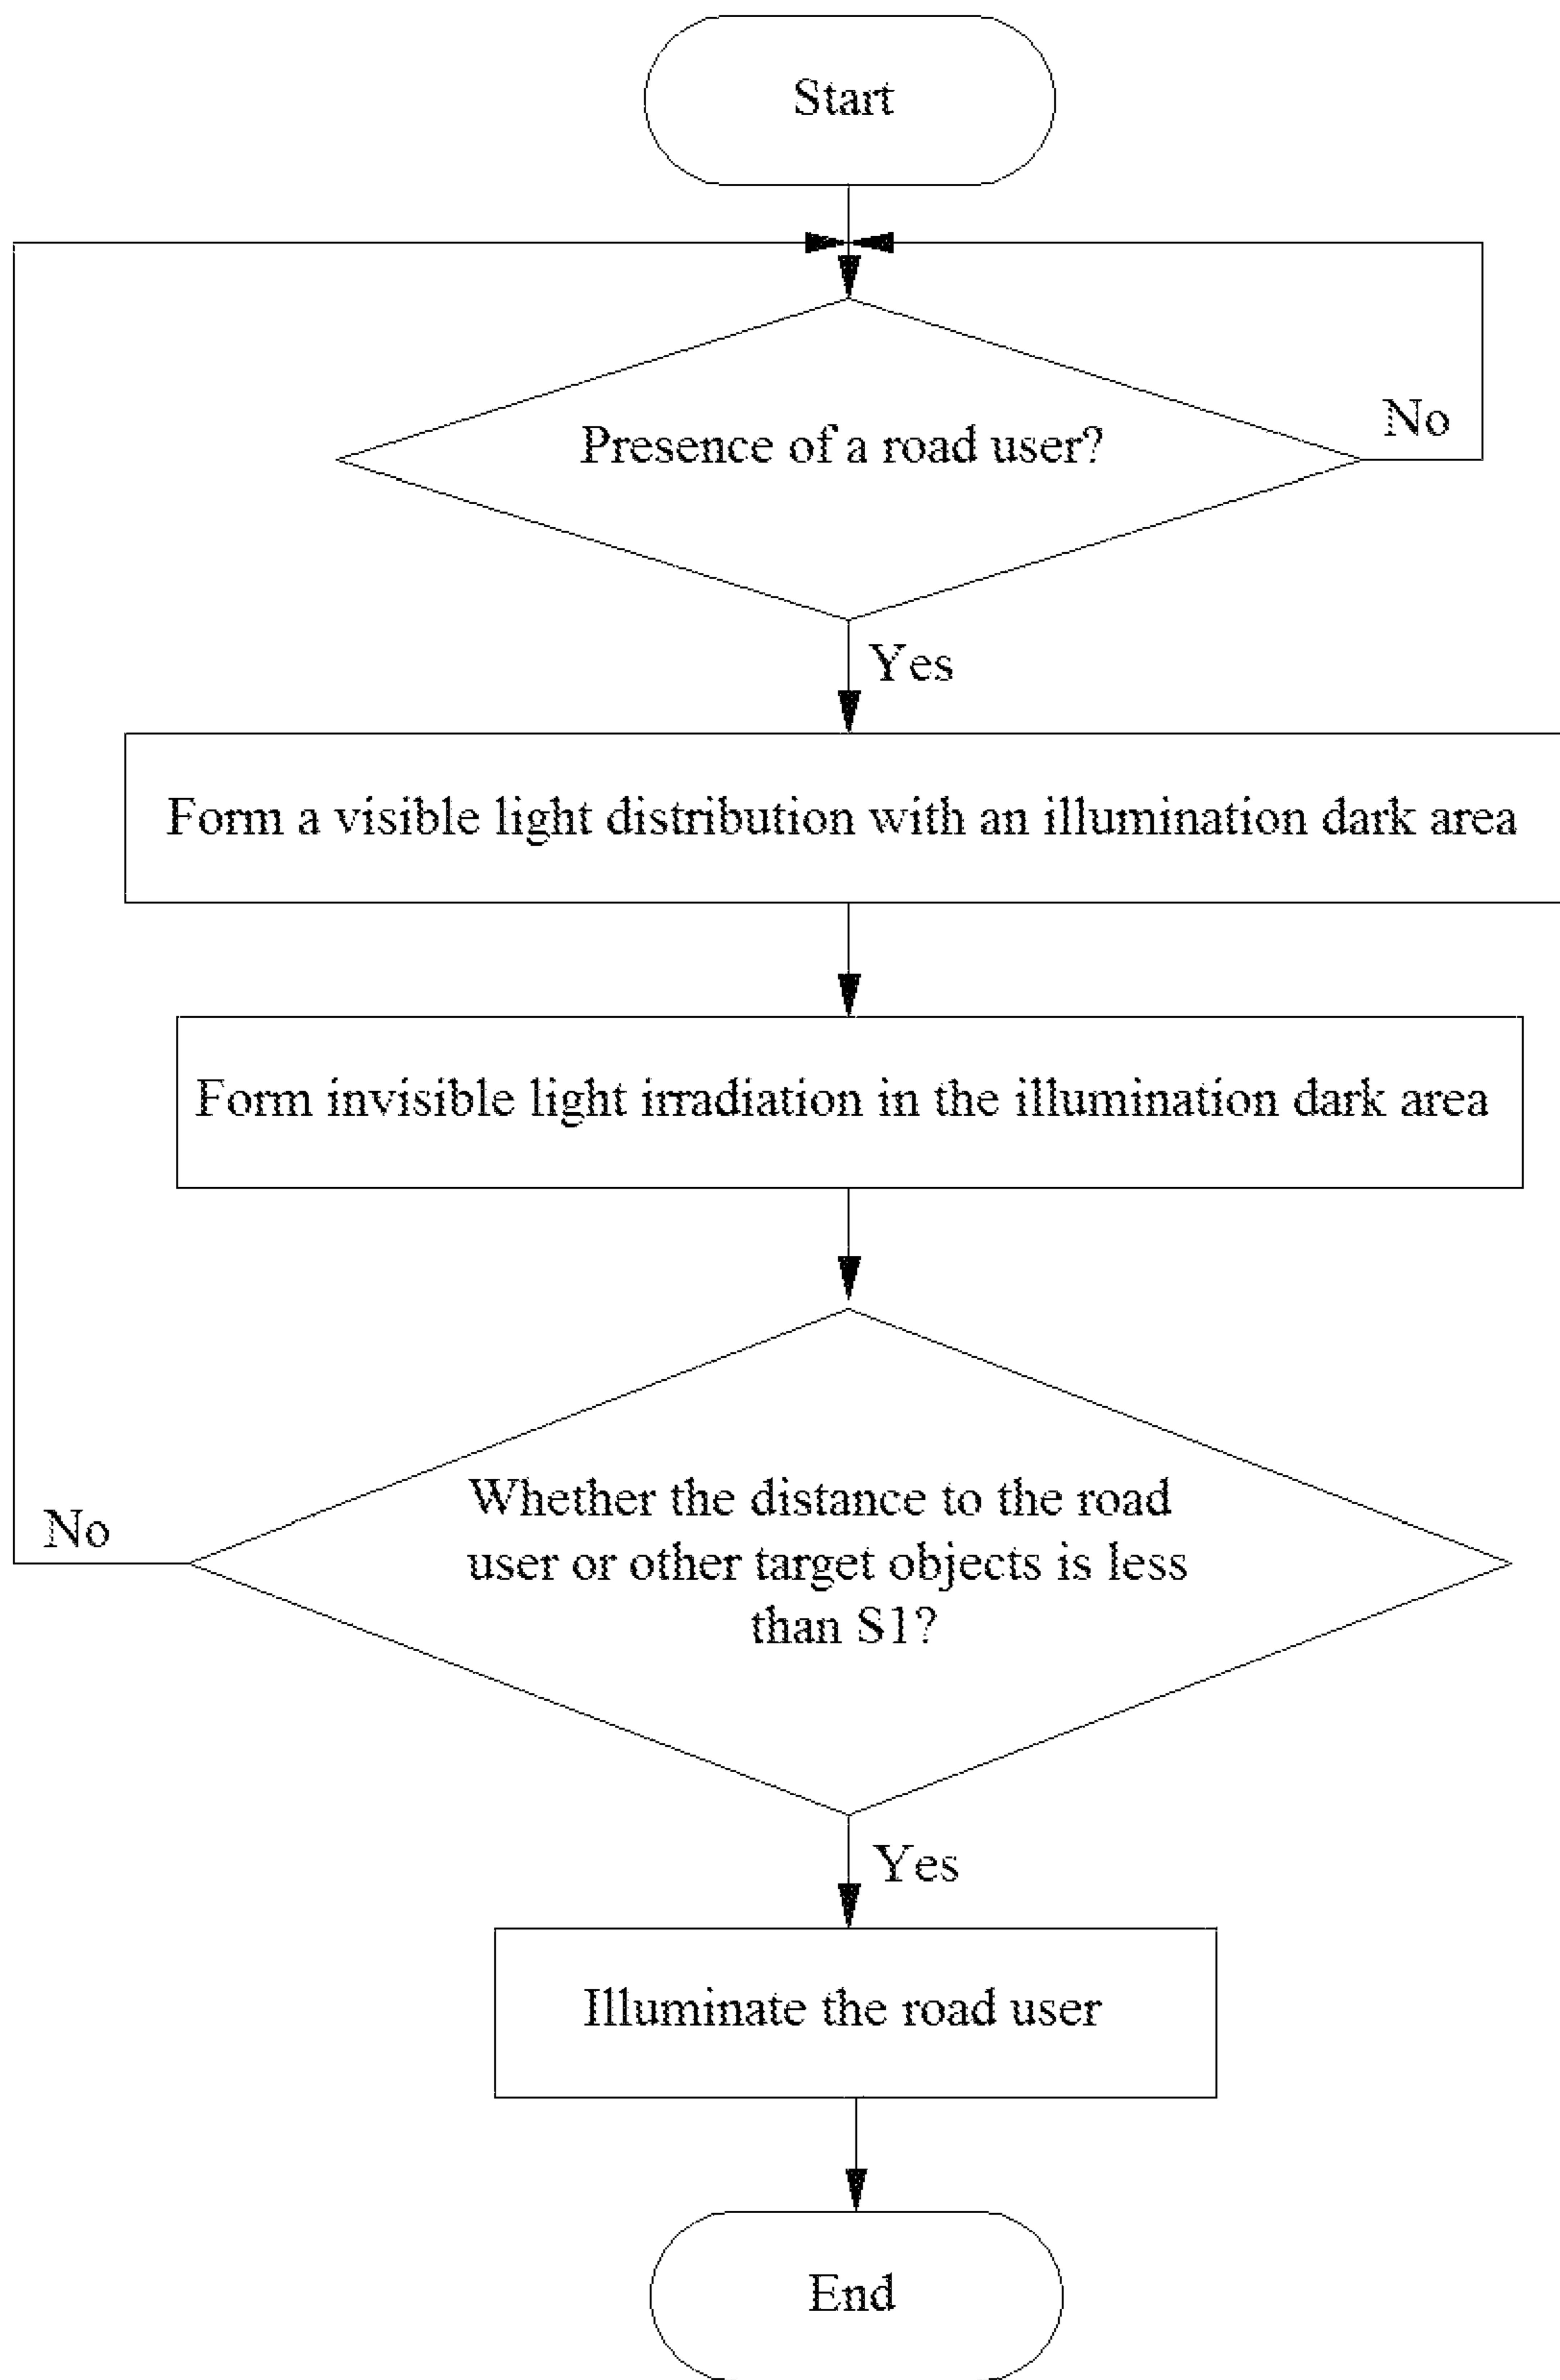 Start
Presence of a road user?
No
Yes
Form a visible light distribution with an illumination dark area
Form invisible light irradiation in the illumination dark area
Whether the distance to the road
user or other target objects is less
than S1?
No
Yes
Illuminate the road user
End